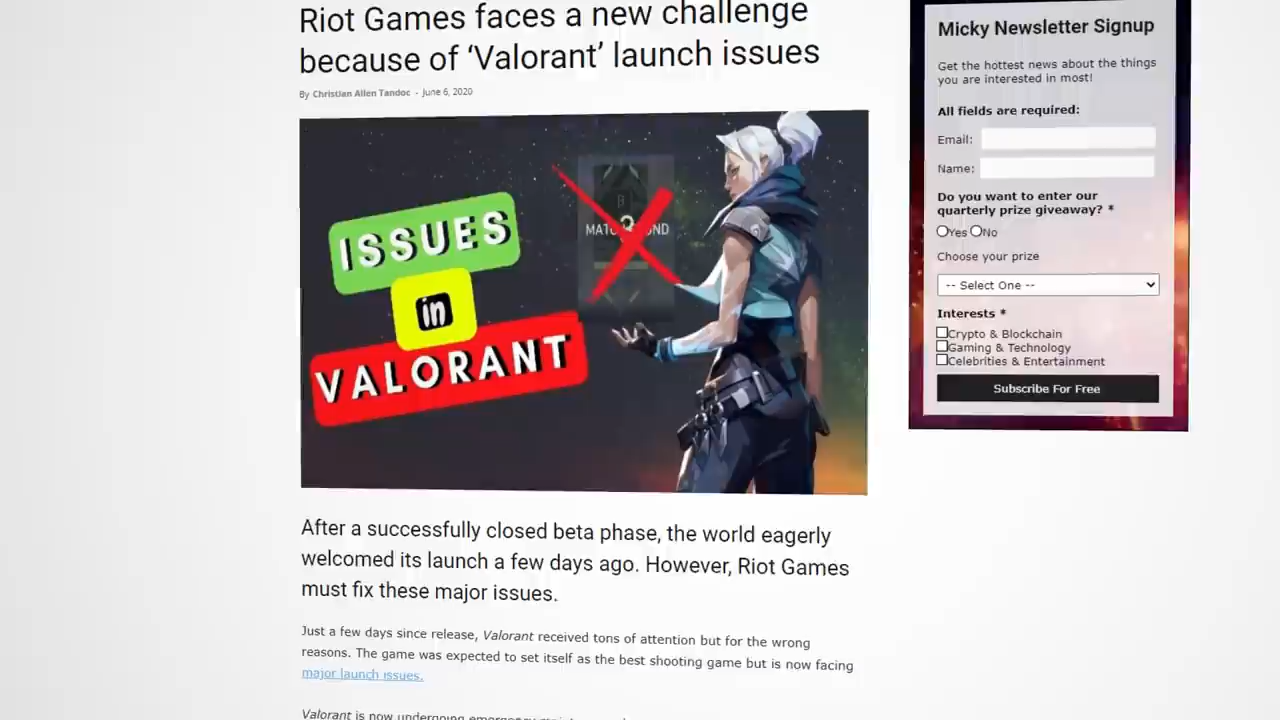 Riot Games faces a new challenge
because of ‘Valorant’ launch issues
By Christian Allen Tandoc - June 6, 2020
ISSUES
in
VALORANT
After a successfully closed beta phase, the world eagerly
welcomed its launch a few days ago. However, Riot Games
must fix these major issues.
Just a few days since release, Valorant received tons of attention but for the wrong
reasons. The game was expected to set itself as the best shooting game but is now facing
major launch issues.
Valorant is now undergoing emergency
Micky Newsletter Signup
Get the hottest news about the things
you are interested in most!
All fields are required:
Email:
Name:
Do you want to enter our
quarterly prize giveaway? *
Yes No
Choose your prize
-- Select One --
Interests *
Crypto & Blockchain
Gaming & Technology
Celebrities & Entertainment
Subscribe For Free